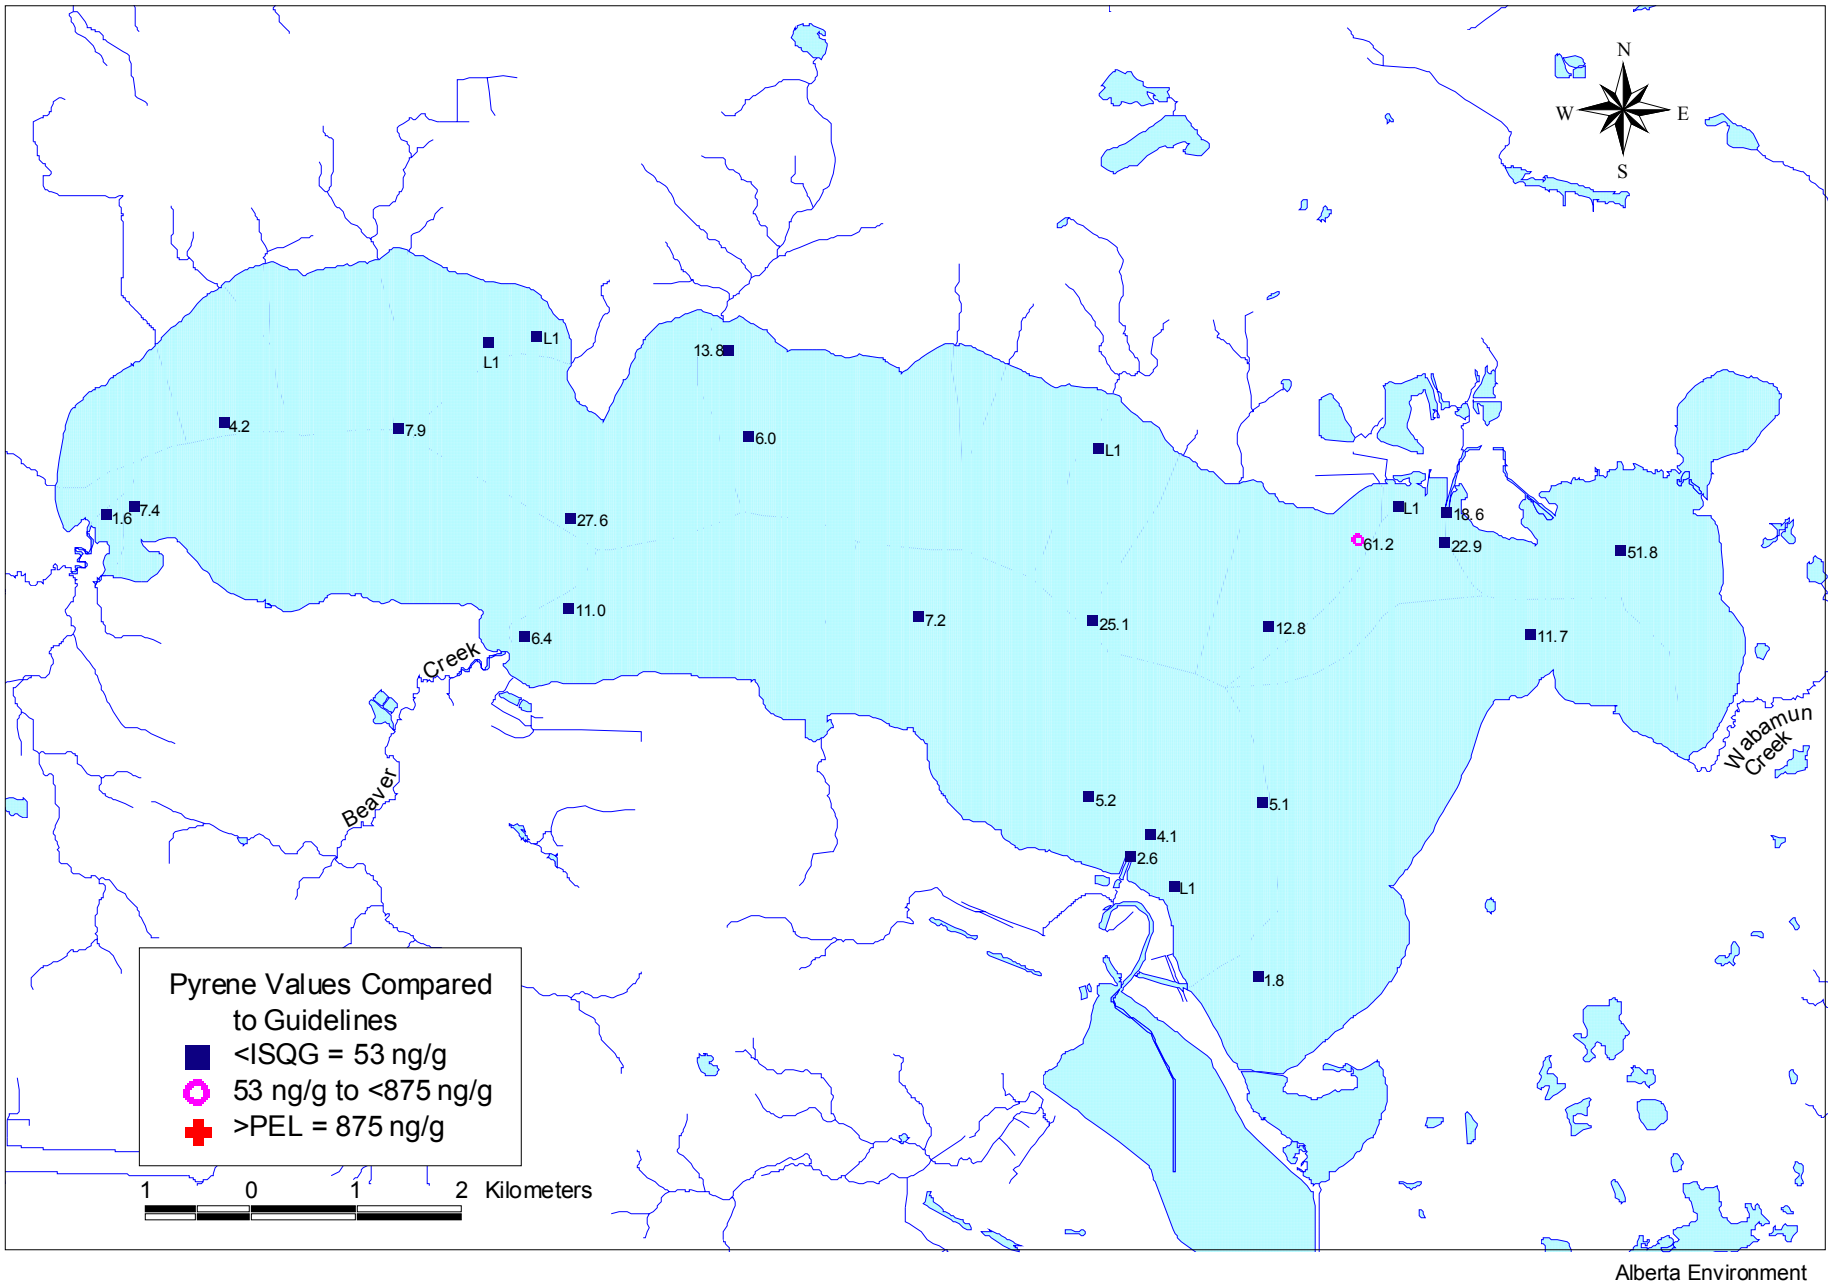 N
W E
S
L1
L1
13.8
4.2
7.9
6.0
L1
1.6
7.4
27.6
L1
18.6
61.2
22.9
51.8
11.0
6.4
7.2
25.1
12.8
11.7
Creek
Beaver
Wabamun
Creek
5.2
5.1
4.1
2.6
L1
1.8
Pyrene Values Compared
to Guidelines
<ISQG = 53 ng/g
53 ng/g to <875 ng/g
>PEL = 875 ng/g
1 0 1 2 Kilometers
Alberta Environment